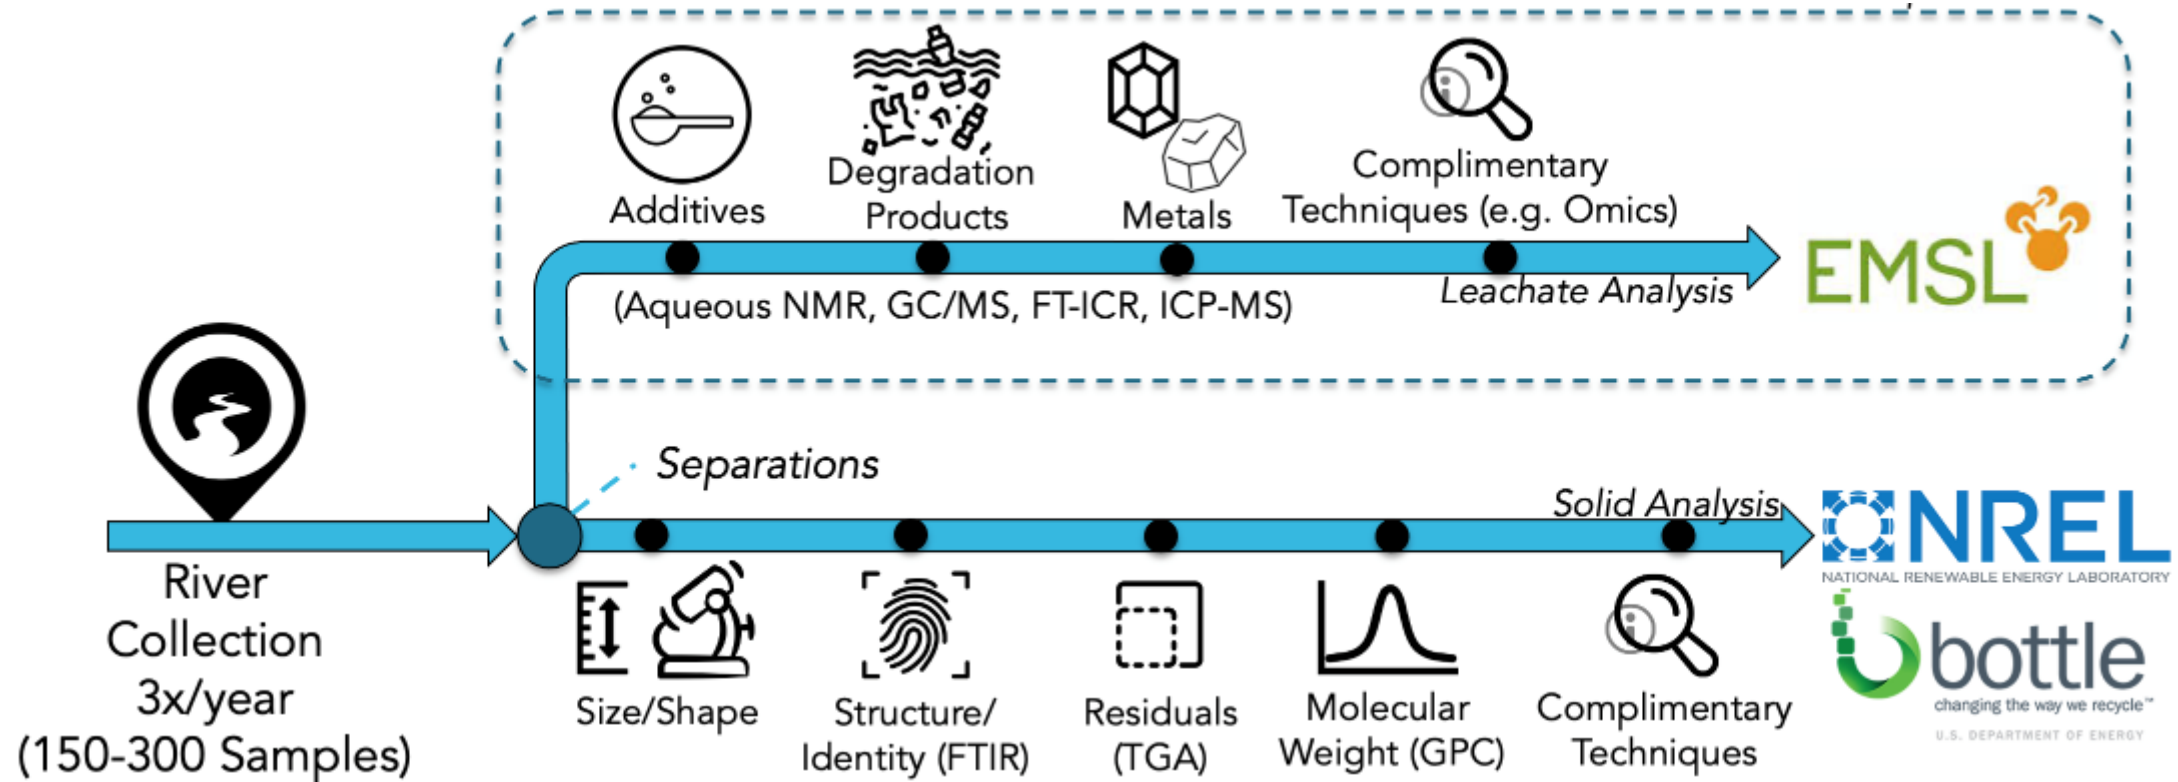 Additives
Degradation
Products
Metals
Complimentary
Techniques (e.g. Omics)
EMSL
(Aqueous NMR, GC/MS, FT-ICR, ICP-MS)
Leachate Analysis
Separations
Solid Analysis
River
Collection
3x/year
(150-300 Samples)
Size/Shape
Structure/
Identity (FTIR)
Residuals
(TGA)
Molecular
Weight (GPC)
Complimentary
Techniques
NREL
NATIONAL RENEWABLE ENERGY LABORATORY
bottle
changing the way we recycle™
U.S. DEPARTMENT OF ENERGY